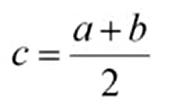 c = (a + b) / 2